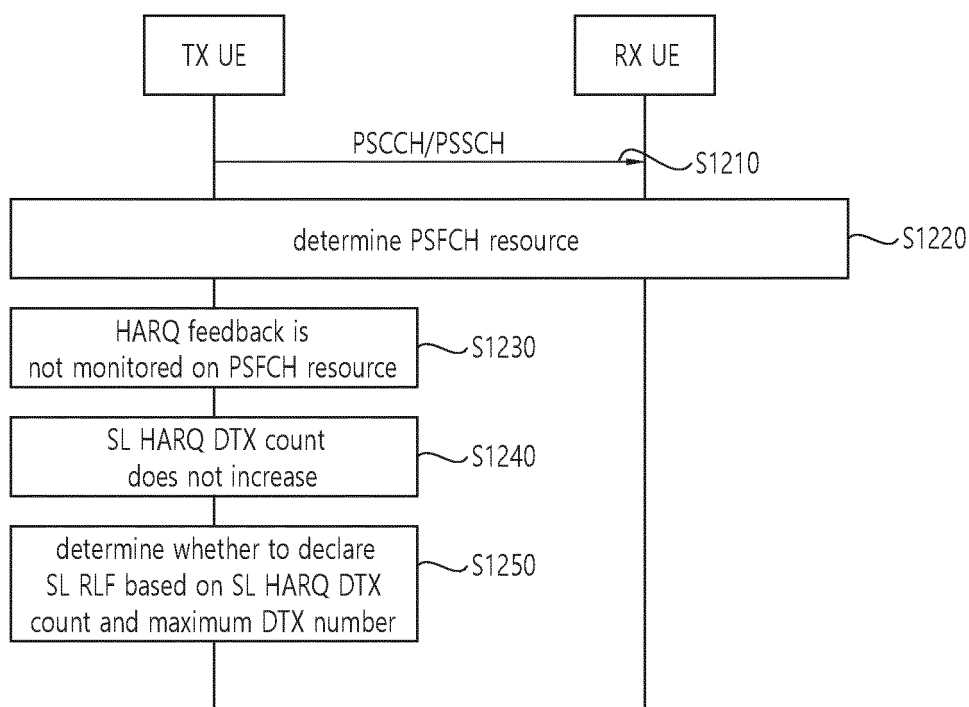 TX UE
RX UE
PSCCH/PSSCH
S1210
determine PSFCH resource
S1220
HARQ feedback is
not monitored on PSFCH resource
S1230
SL HARQ DTX count
does not increase
S1240
determine whether to declare
SL RLF based on SL HARQ DTX
count and maximum DTX number
S1250